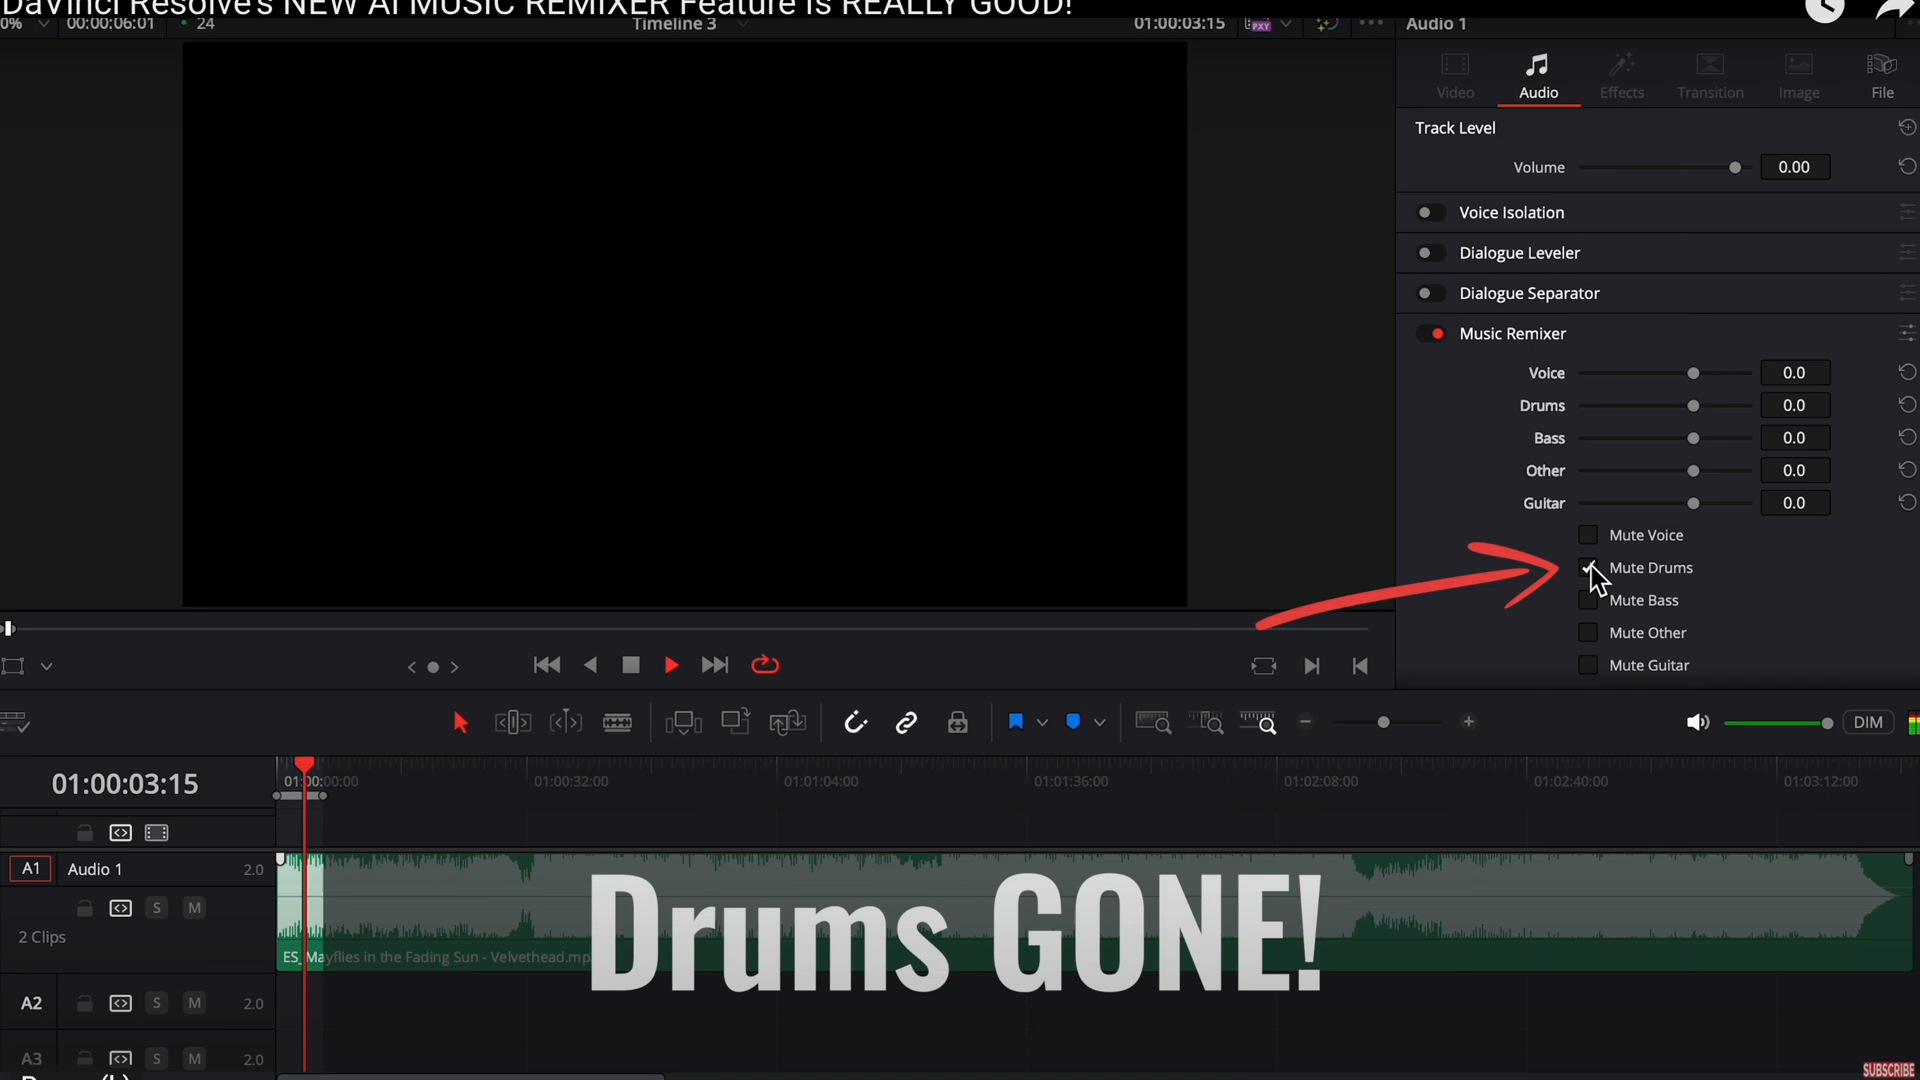 DaVinci Resolve's NEW AI MUSIC REMIXER Feature is REALLY GOOD!
0% 00:00:06:01 24 Timeline 3 01:00:03:15 PXY Audio 1
Video Audio Effects Transition Image File
Track Level
Volume 0.00
Voice Isolation
Dialogue Leveler
Dialogue Separator
Music Remixer
Voice 0.0
Drums 0.0
Bass 0.0
Other 0.0
Guitar 0.0
Mute Voice
Mute Drums
Mute Bass
Mute Other
Mute Guitar
DIM
01:00:03:15 01:00:00:00 01:00:32:00 01:01:04:00 01:01:36:00 01:02:08:00 01:02:40:00 01:03:12:00
A1 Audio 1 2.0
S M
2 Clips
ES_Mayflies in the Fading Sun - Velvethead.mp
Drums GONE!
A2 S M 2.0
A3 S M 2.0
SUBSCRIBE